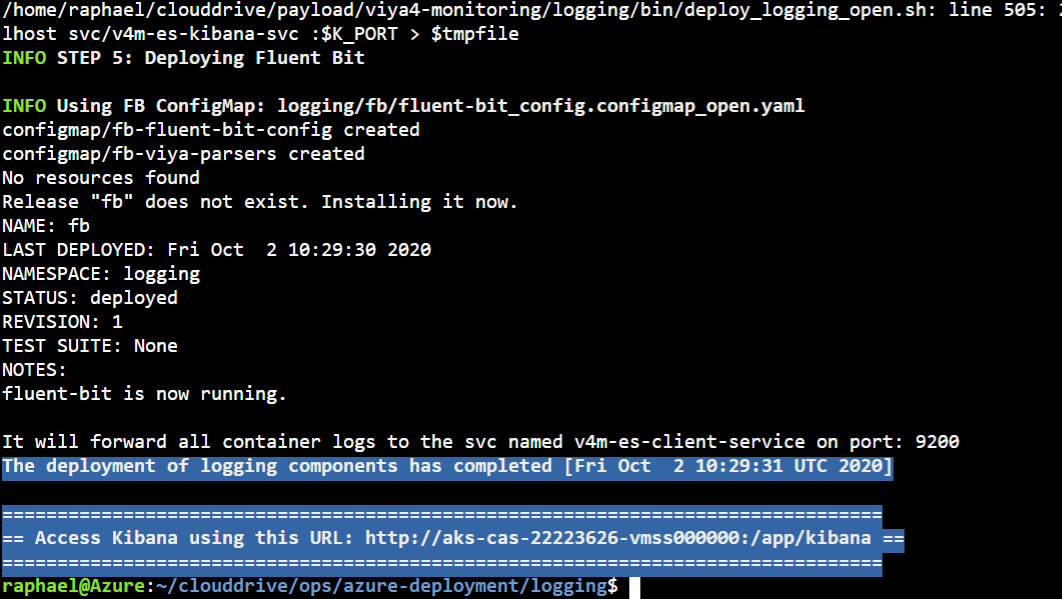 /home/raphael/clouddrive/payload/viya4-monitoring/logging/bin/deploy_logging_open.sh: line 505:
lhost svc/v4m-es-kibana-svc :$K_PORT > $tmpfile
INFO STEP 5: Deploying Fluent Bit
INFO Using FB ConfigMap: logging/fb/fluent-bit_config.configmap_open.yaml
configmap/fb-fluent-bit-config created
configmap/fb-viya-parsers created
No resources found
Release "fb" does not exist. Installing it now.
NAME: fb
LAST DEPLOYED: Fri Oct  2 10:29:30 2020
NAMESPACE: logging
STATUS: deployed
REVISION: 1
TEST SUITE: None
NOTES:
fluent-bit is now running.
It will forward all container logs to the svc named v4m-es-client-service on port: 9200
The deployment of logging components has completed [Fri Oct  2 10:29:31 UTC 2020]
================================================================================
== Access Kibana using this URL: http://aks-cas-22223626-vmss000000:/app/kibana ==
================================================================================
raphael@Azure:~/clouddrive/ops/azure-deployment/logging$